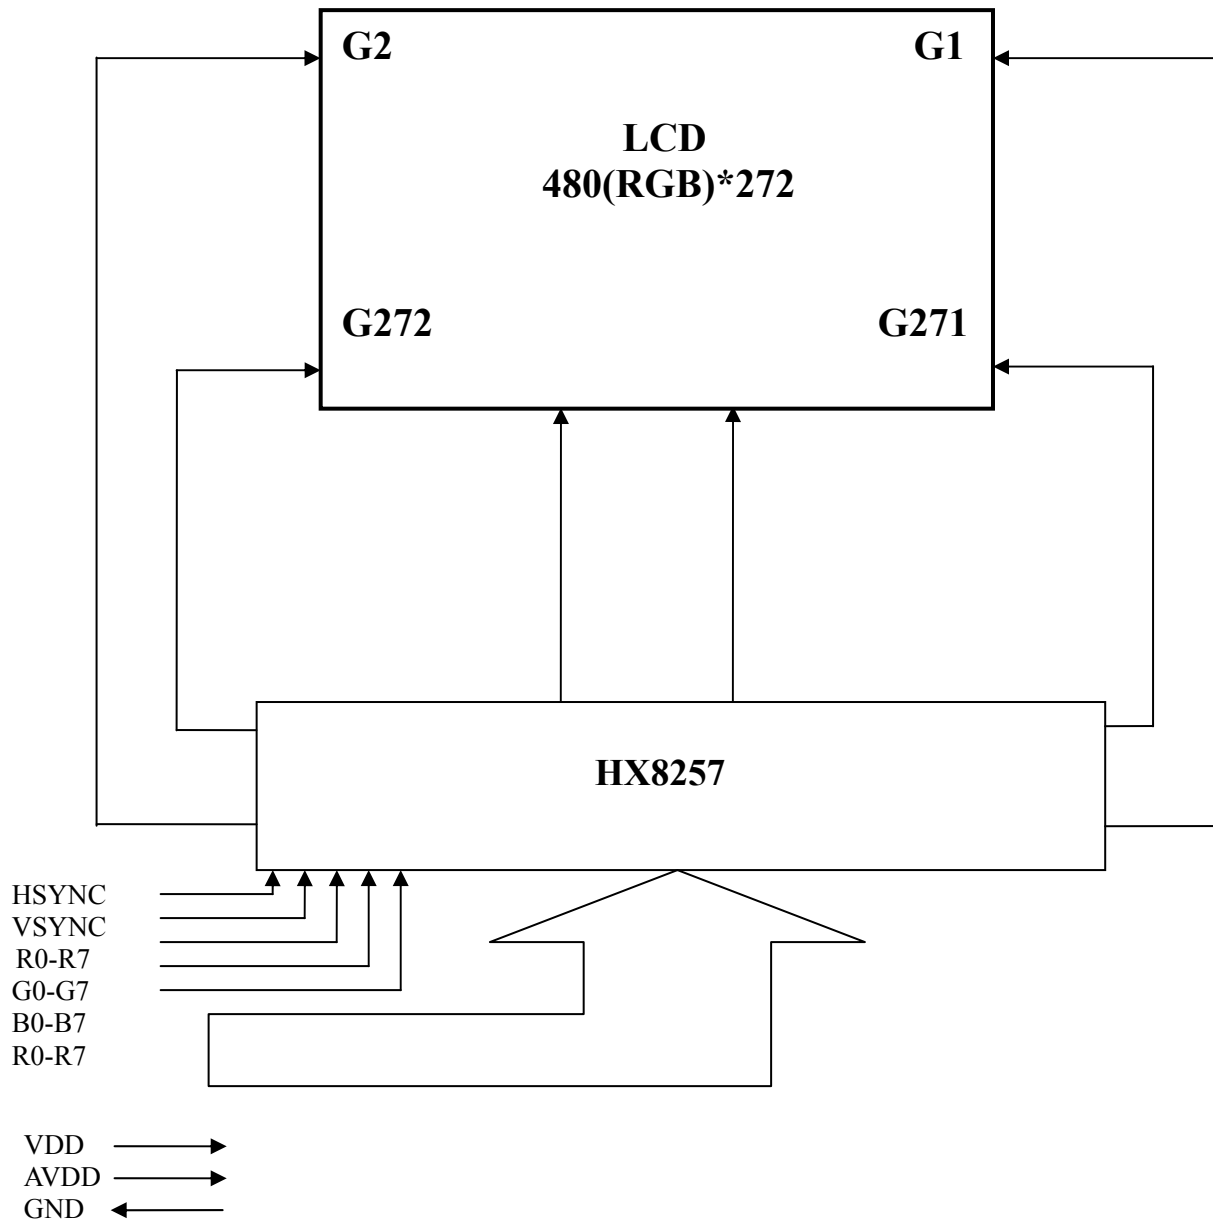 G2
G1
LCD
480(RGB)*272
G272
G271
HX8257
HSYNC
VSYNC
R0-R7
G0-G7
B0-B7
R0-R7
VDD
AVDD
GND